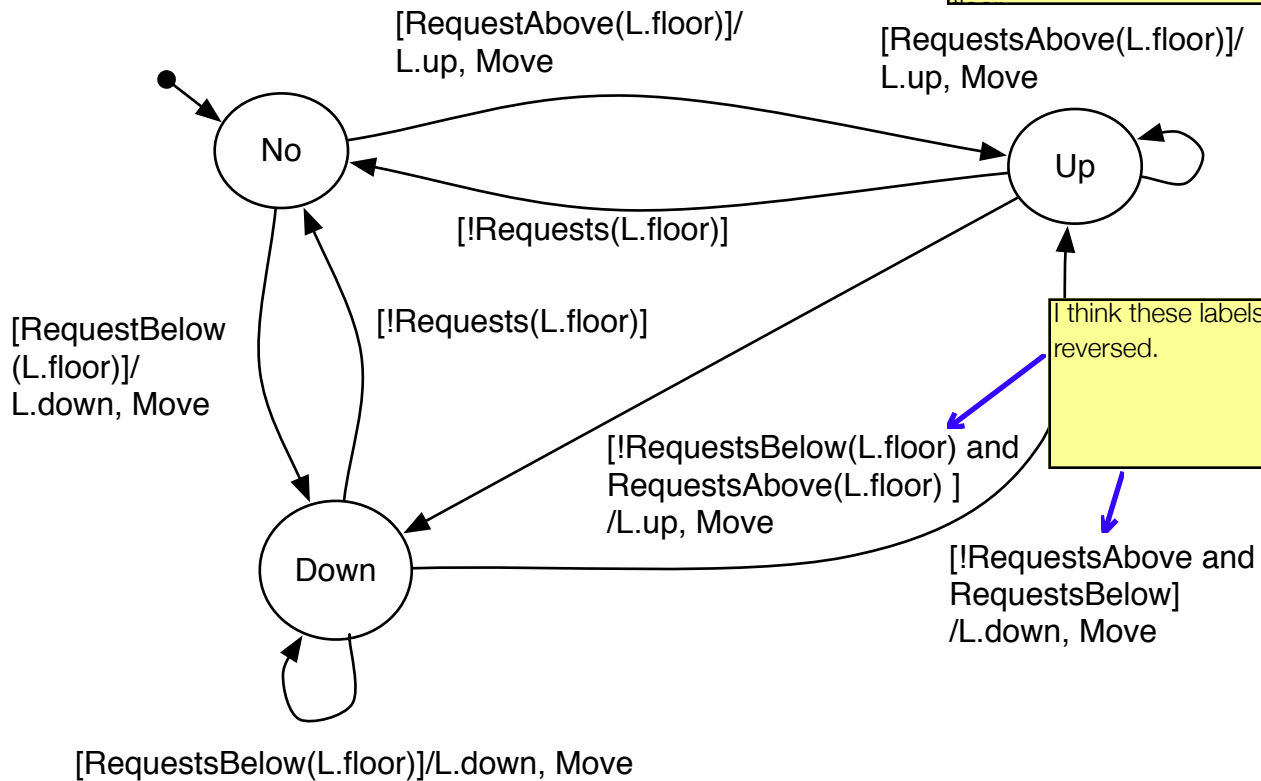 [RequestAbove(L.floor)]/
L.up, Move
[RequestsAbove(L.floor)]/
L.up, Move
No
Up
[!Requests(L.floor)]
[RequestBelow
(L.floor)]/
L.down, Move
[!Requests(L.floor)]
I think these labels
reversed.
[!RequestsBelow(L.floor) and
RequestsAbove(L.floor) ]
/L.up, Move
Down
[!RequestsAbove and
RequestsBelow]
/L.down, Move
[RequestsBelow(L.floor)]/L.down, Move